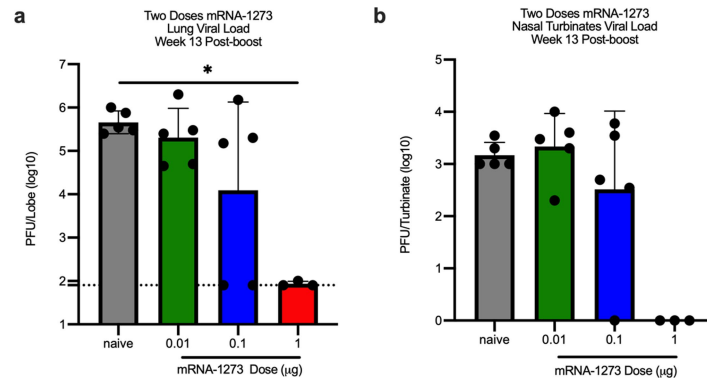 a
Two Doses mRNA-1273
Lung Viral Load
Week 13 Post-boost
*
7
6
5
4
3
2
1
PFU/Lobe (log10)
naive
0.01
0.1
1
mRNA-1273 Dose (μg)
b
Two Doses mRNA-1273
Nasal Turbinates Viral Load
Week 13 Post-boost
5
4
3
2
1
0
PFU/Turbinate (log10)
naive
0.01
0.1
1
mRNA-1273 Dose (μg)